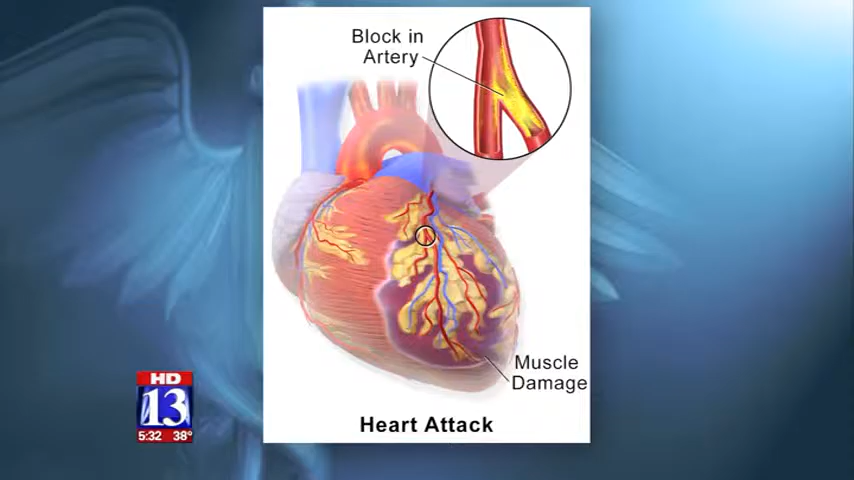 Block in
Artery
Muscle
Damage
Heart Attack
HD
13
5:32 38°